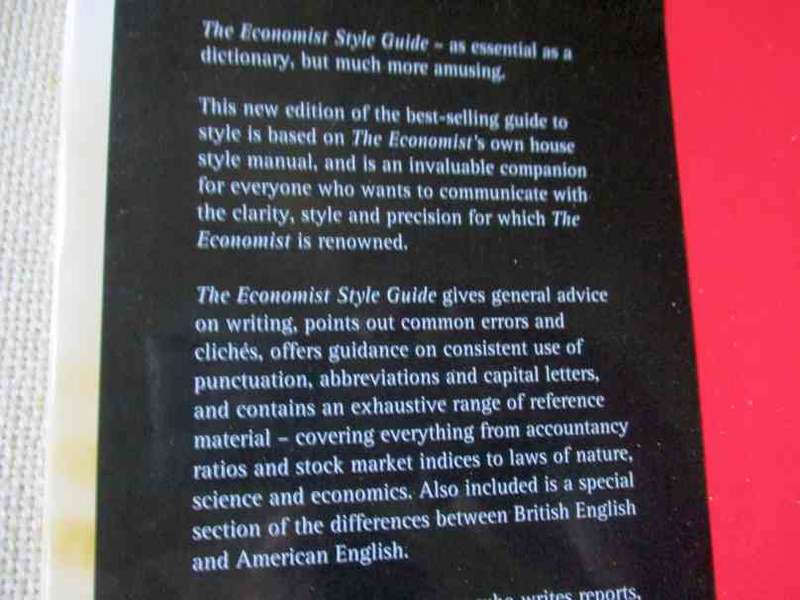 The Economist Style Guide – as essential as a
dictionary, but much more amusing.
This new edition of the best-selling guide to
style is based on The Economist's own house
style manual, and is an invaluable companion
for everyone who wants to communicate with
the clarity, style and precision for which The
Economist is renowned.
The Economist Style Guide gives general advice
on writing, points out common errors and
clichés, offers guidance on consistent use of
punctuation, abbreviations and capital letters,
and contains an exhaustive range of reference
material – covering everything from accountancy
ratios and stock market indices to laws of nature,
science and economics. Also included is a special
section of the differences between British English
and American English.
who writes reports,